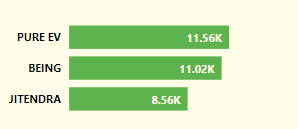 PURE EV 11.56K
BEING 11.02K
JITENDRA 8.56K